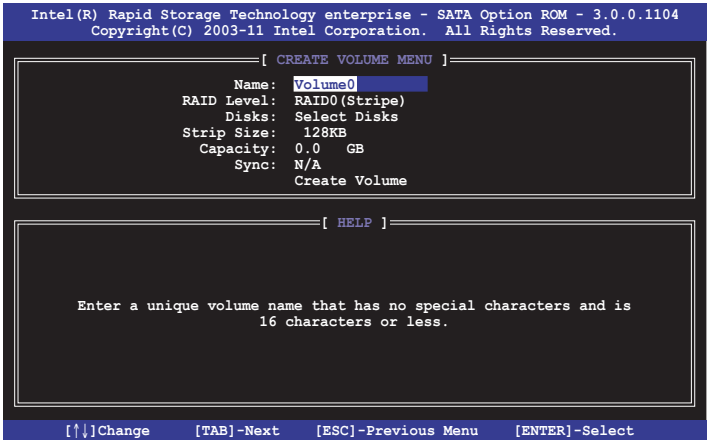 Intel(R) Rapid Storage Technology enterprise - SATA Option ROM - 3.0.0.1104
Copyright(C) 2003-11 Intel Corporation. All Rights Reserved.
[ CREATE VOLUME MENU ]
Name: Volume0
RAID Level: RAID0(Stripe)
Disks: Select Disks
Strip Size: 128KB
Capacity: 0.0 GB
Sync: N/A
Create Volume
[ HELP ]
Enter a unique volume name that has no special characters and is
16 characters or less.
[↑↓]Change [TAB]-Next [ESC]-Previous Menu [ENTER]-Select